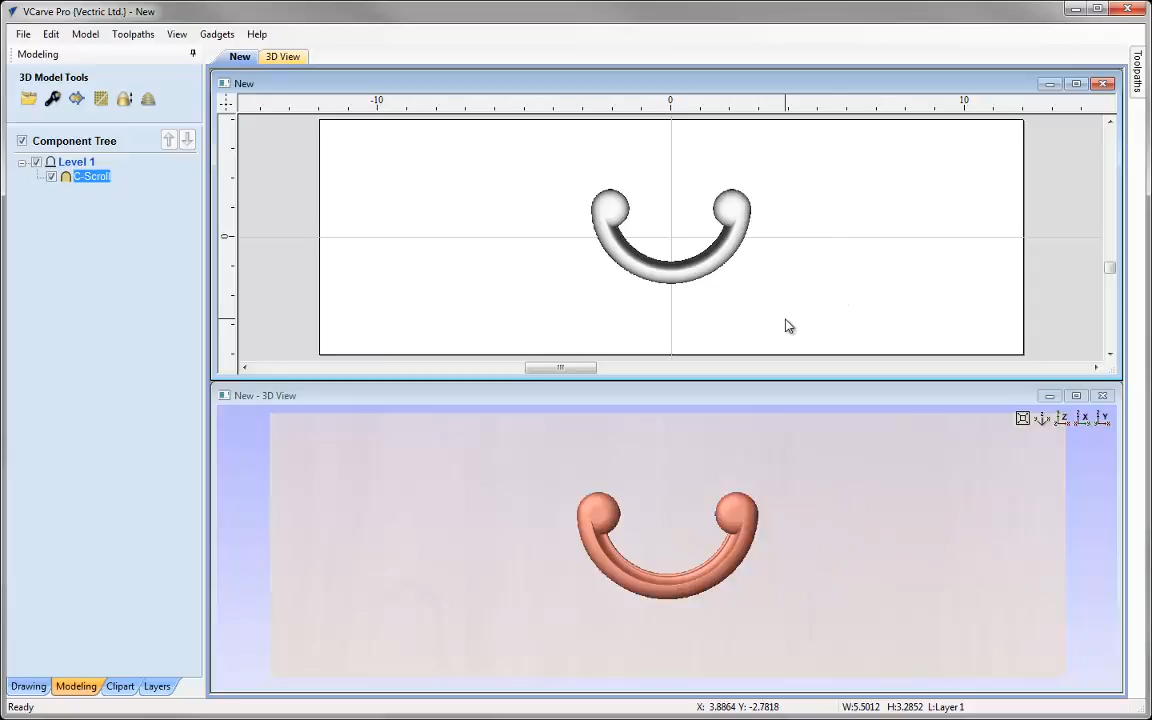 VCarve Pro {Vectric Ltd.} - New
File Edit Model Toolpaths View Gadgets Help
Modeling
New 3D View
3D Model Tools
New
-10 0 10
Component Tree
Level 1
C-Scroll
0
New - 3D View
Z X Y
Toolpaths
Drawing Modeling Clipart Layers
Ready X: 3.8864 Y: -2.7818 W:5.5012 H:3.2852 L:Layer 1